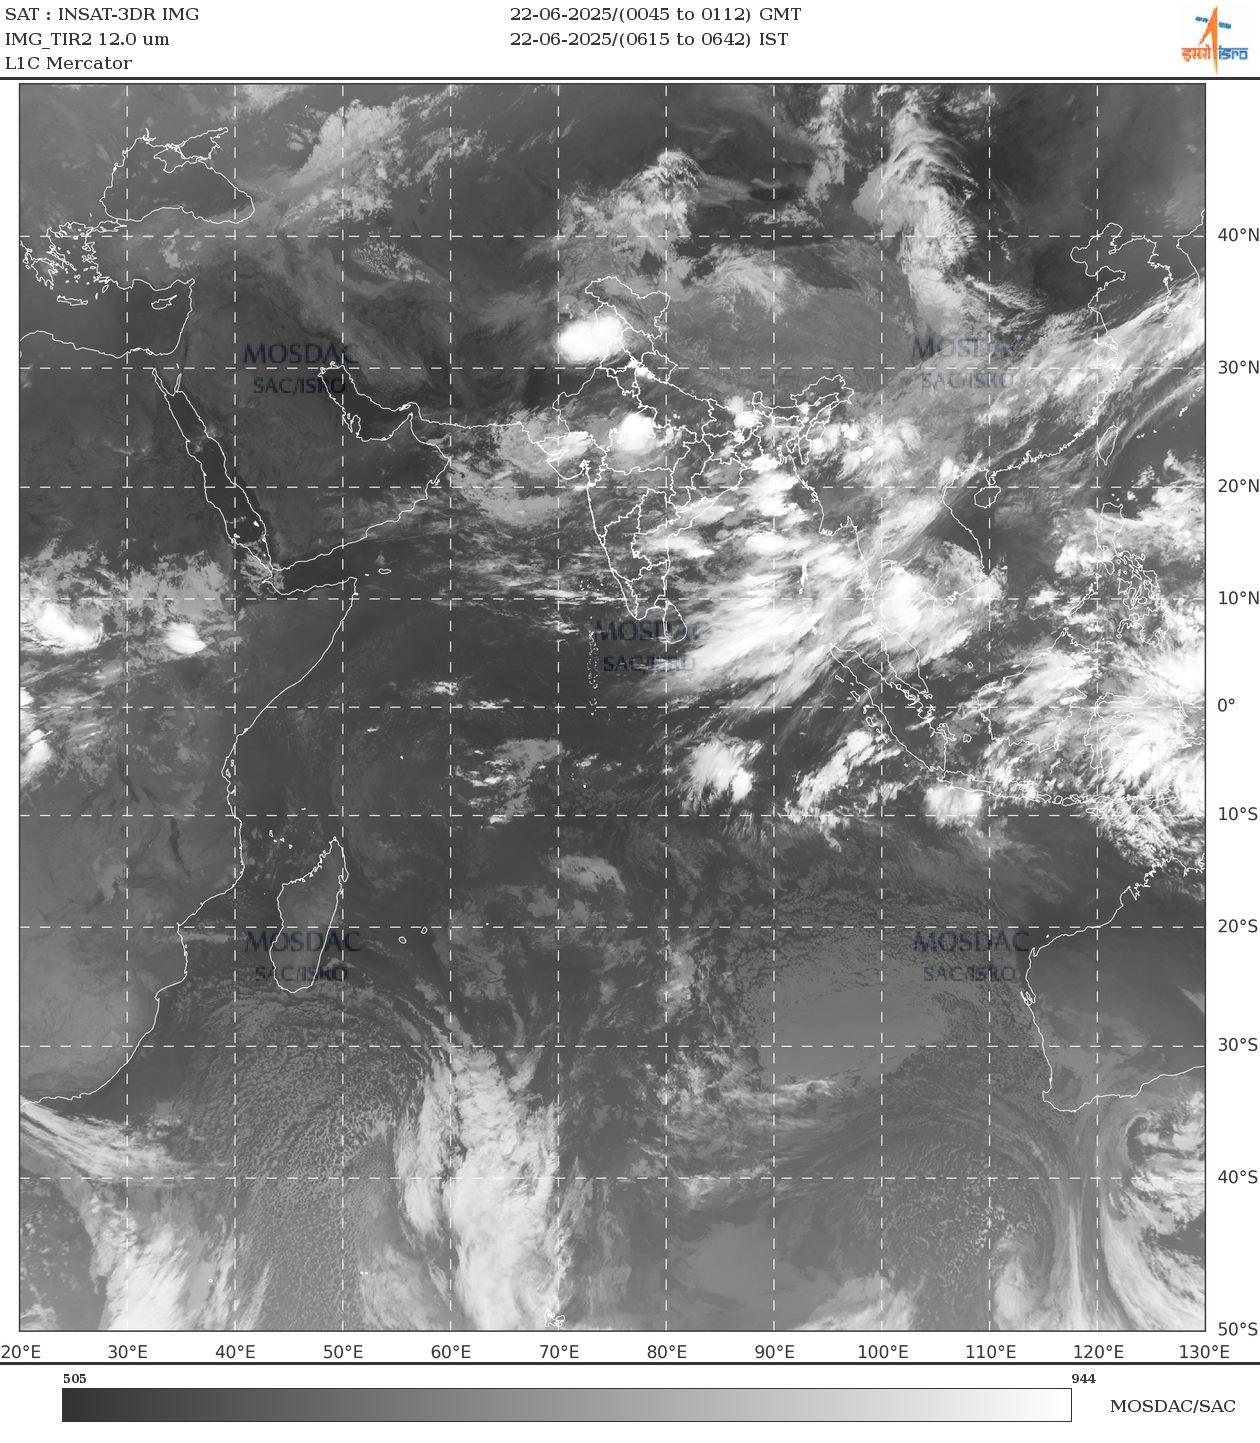 SAT : INSAT-3DR IMG
22-06-2025/(0045 to 0112) GMT
IMG_TIR2 12.0 um
22-06-2025/(0615 to 0642) IST
L1C Mercator
इसरो isro
40°N
MOSDAC
SAC/ISRO
MOSDAC
SAC/ISRO
30°N
20°N
10°N
MOSDAC
SAC/ISRO
0°
10°S
20°S
MOSDAC
SAC/ISRO
MOSDAC
SAC/ISRO
30°S
40°S
50°S
20°E 30°E 40°E 50°E 60°E 70°E 80°E 90°E 100°E 110°E 120°E 130°E
505
944
MOSDAC/SAC